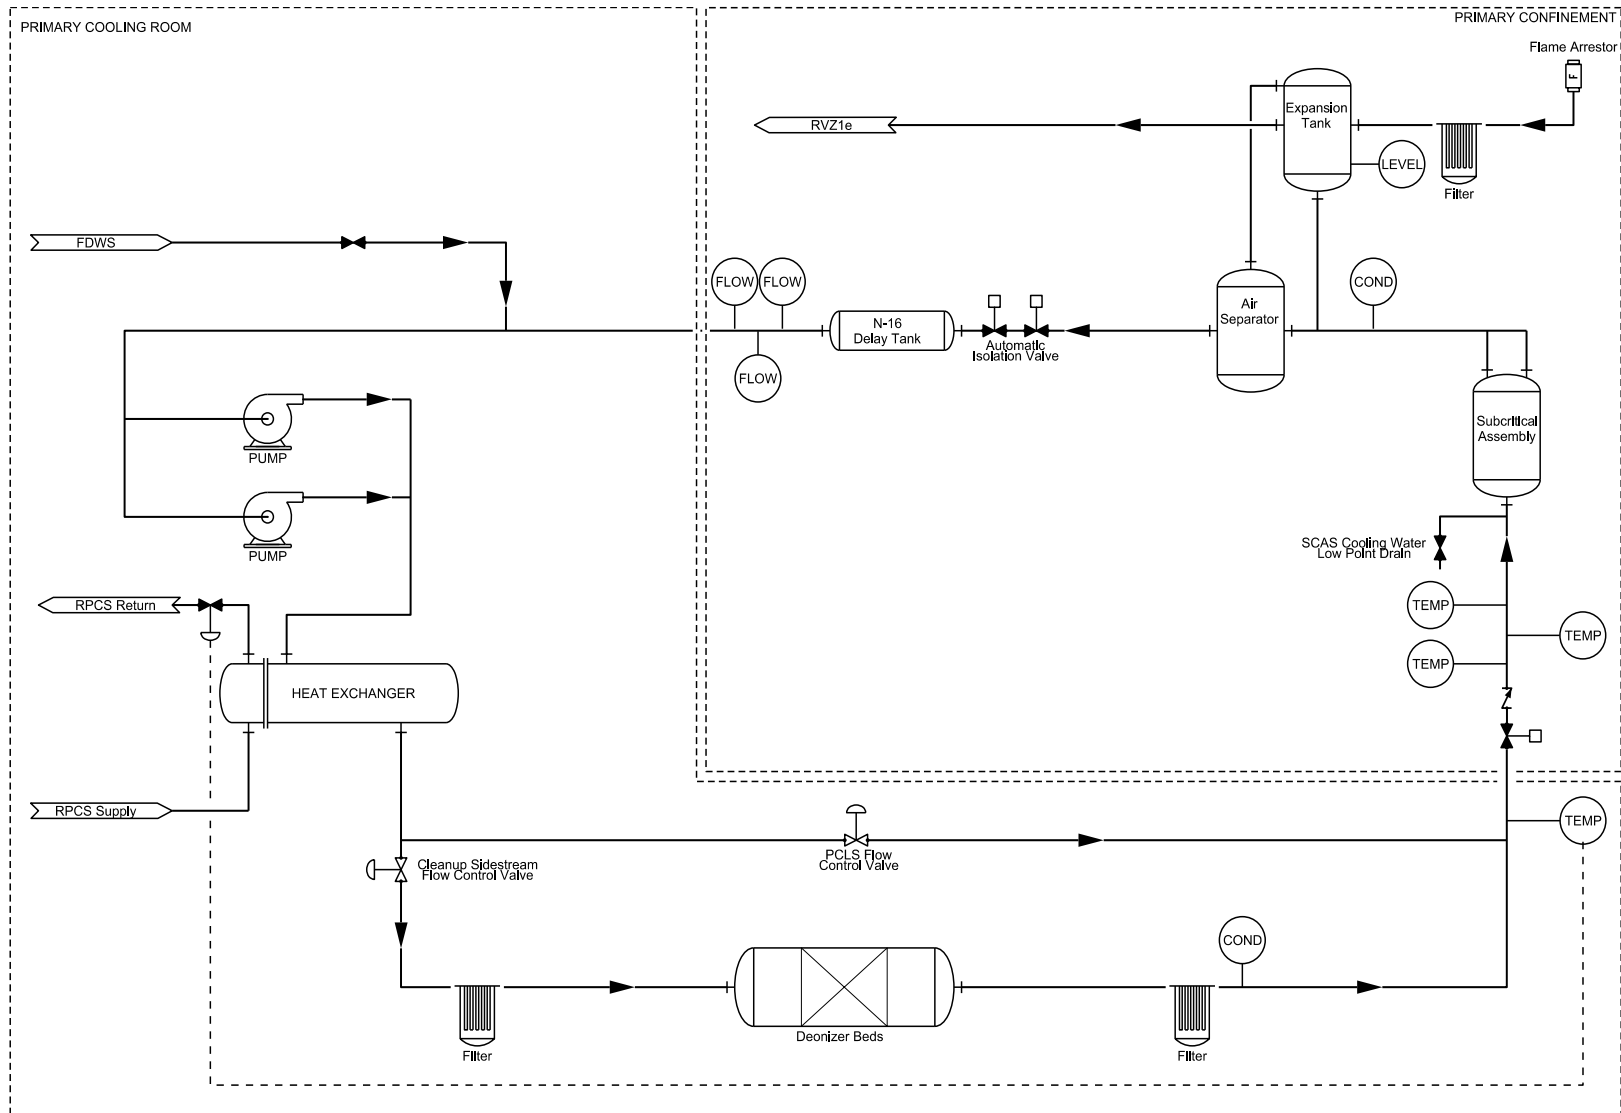 PRIMARY COOLING ROOM
PRIMARY CONFINEMENT
Flame Arrestor
F
Expansion
Tank
RVZ1e
LEVEL
Filter
FDWS
FLOW
FLOW
COND
Air
Separator
N-16
Delay Tank
Automatic
Isolation Valve
FLOW
PUMP
Subcritical
Assembly
PUMP
SCAS Cooling Water
Low Point Drain
RPCS Return
TEMP
TEMP
TEMP
HEAT EXCHANGER
RPCS Supply
TEMP
PCLS Flow
Control Valve
Cleanup Sidestream
Flow Control Valve
COND
Deonizer Beds
Filter
Filter